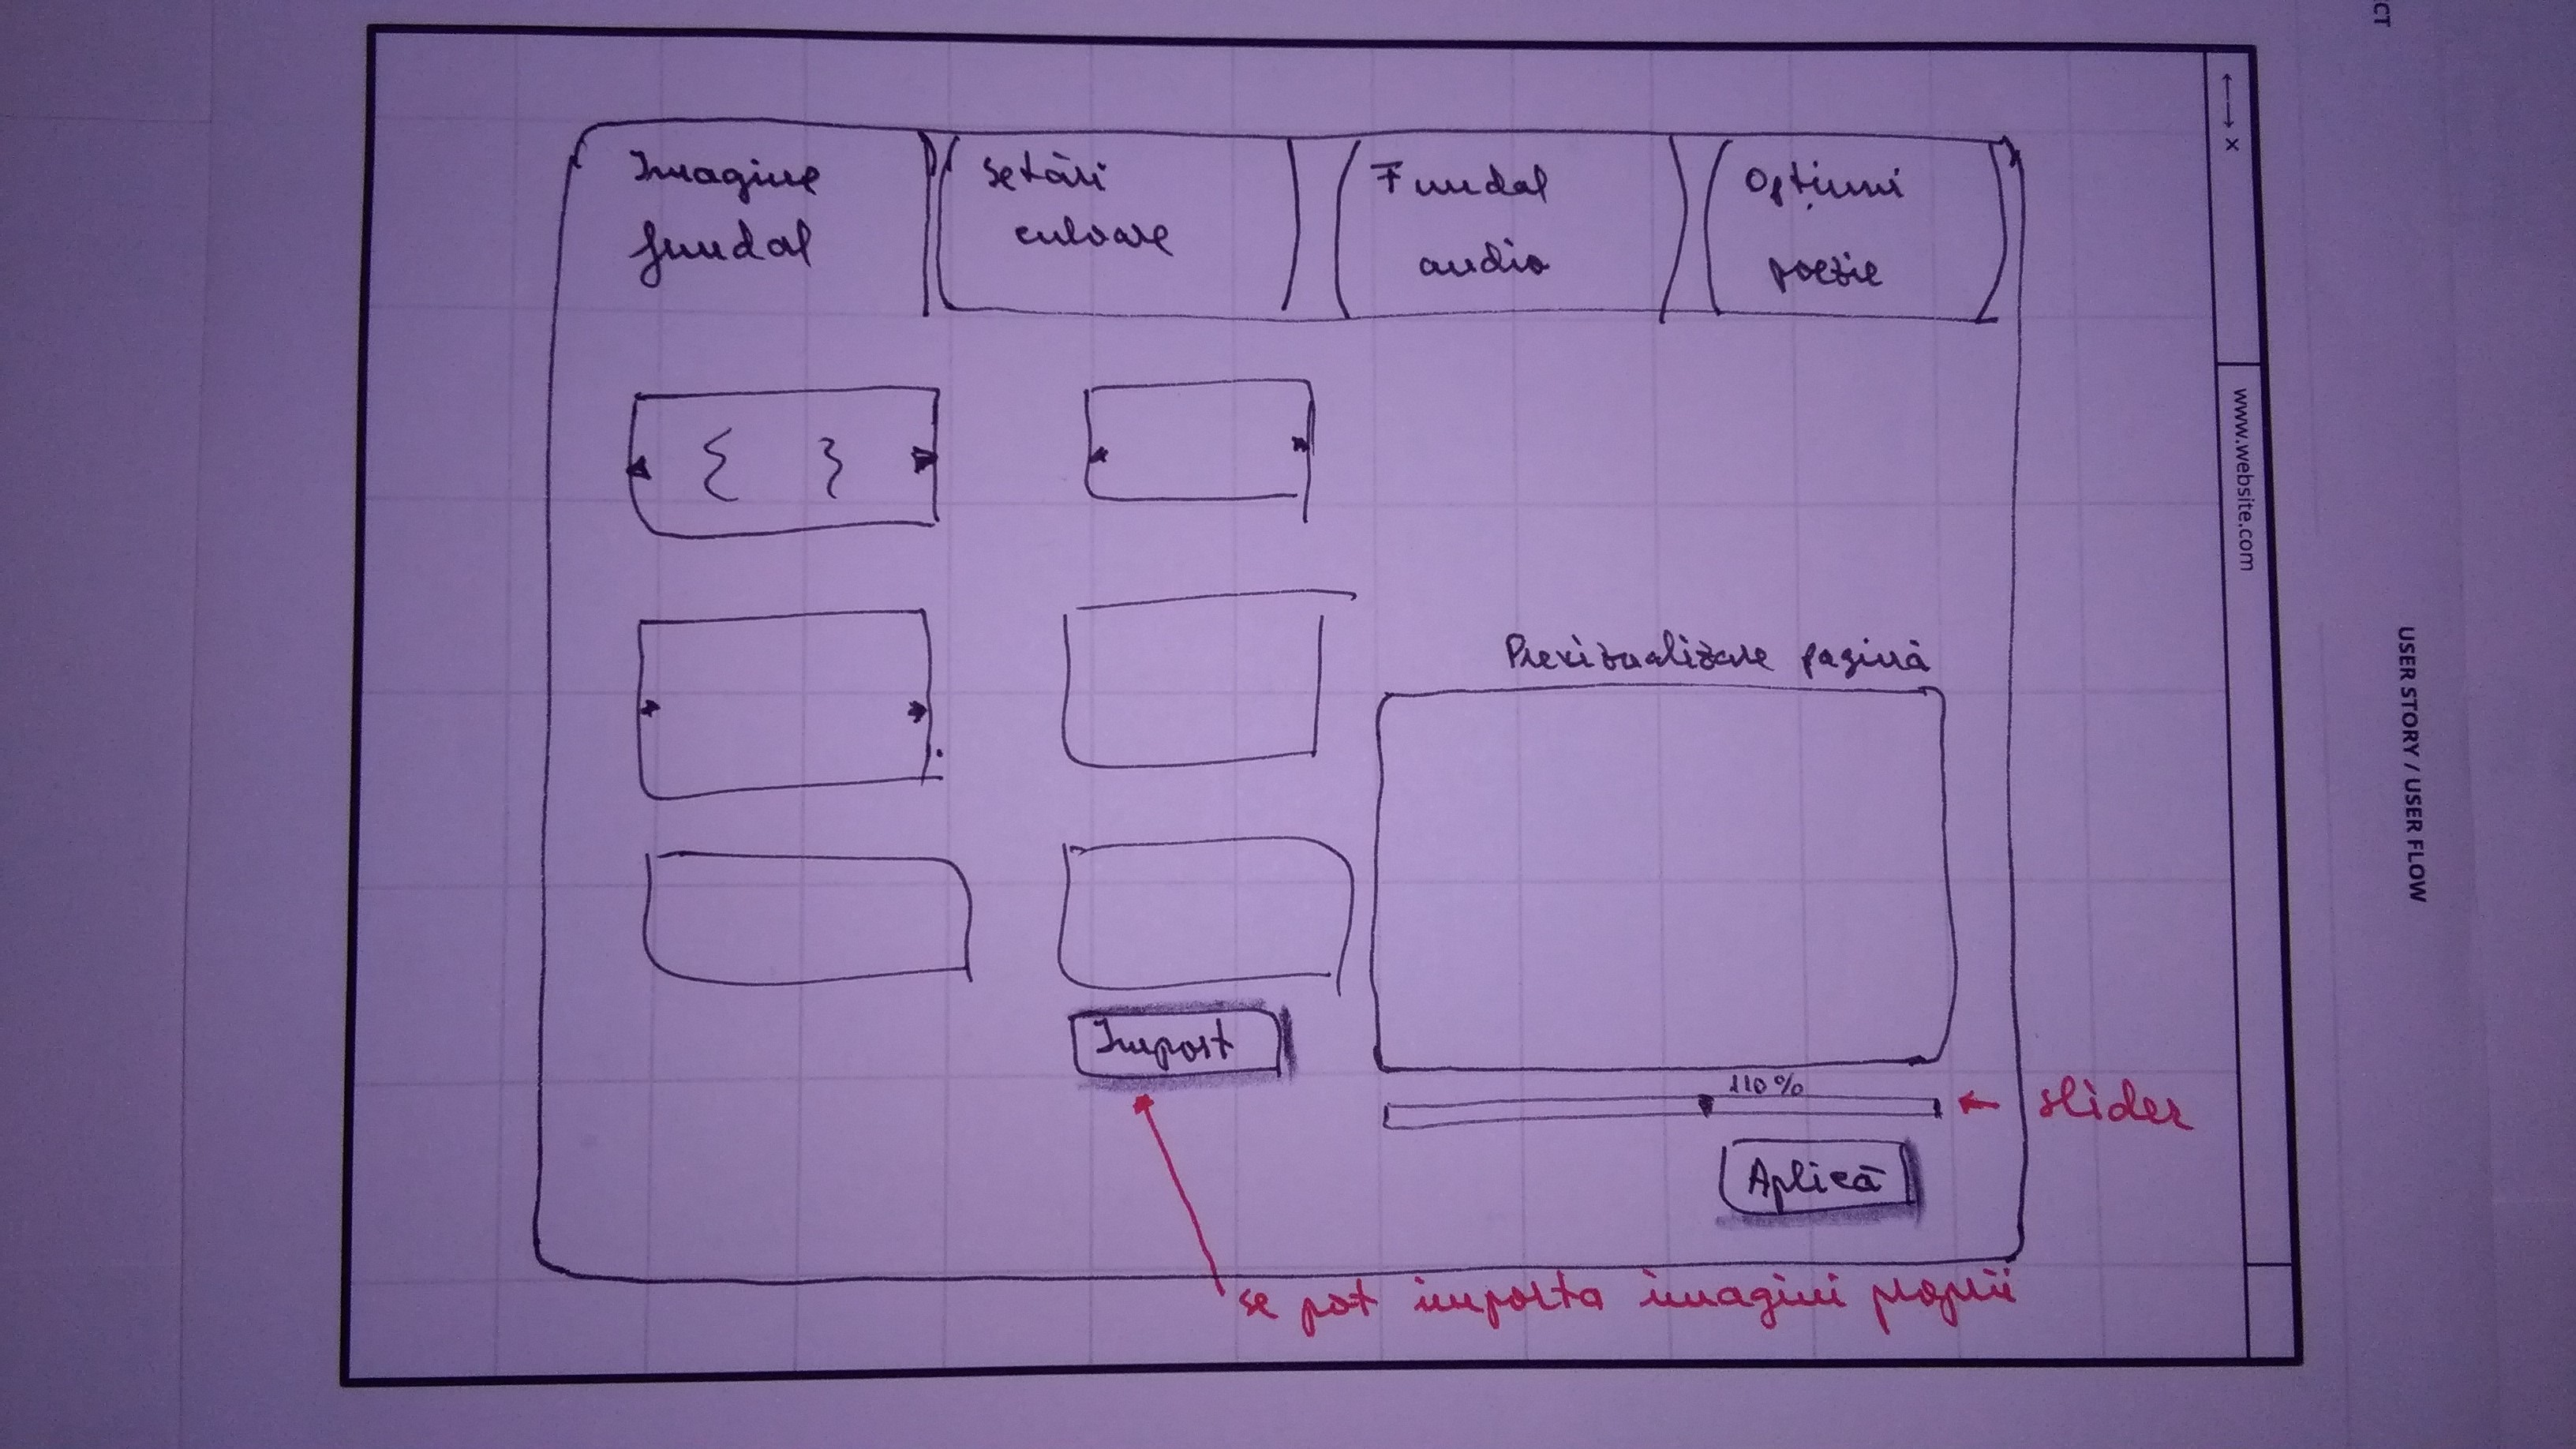 Imagine
fundal
Setări
culoare
Fundal
audio
Opțiuni
poezie
Previzualizare pagină
Import
110%
slider
Aplică
se pot importa imagini proprii
www.website.com
USER STORY / USER FLOW
CT